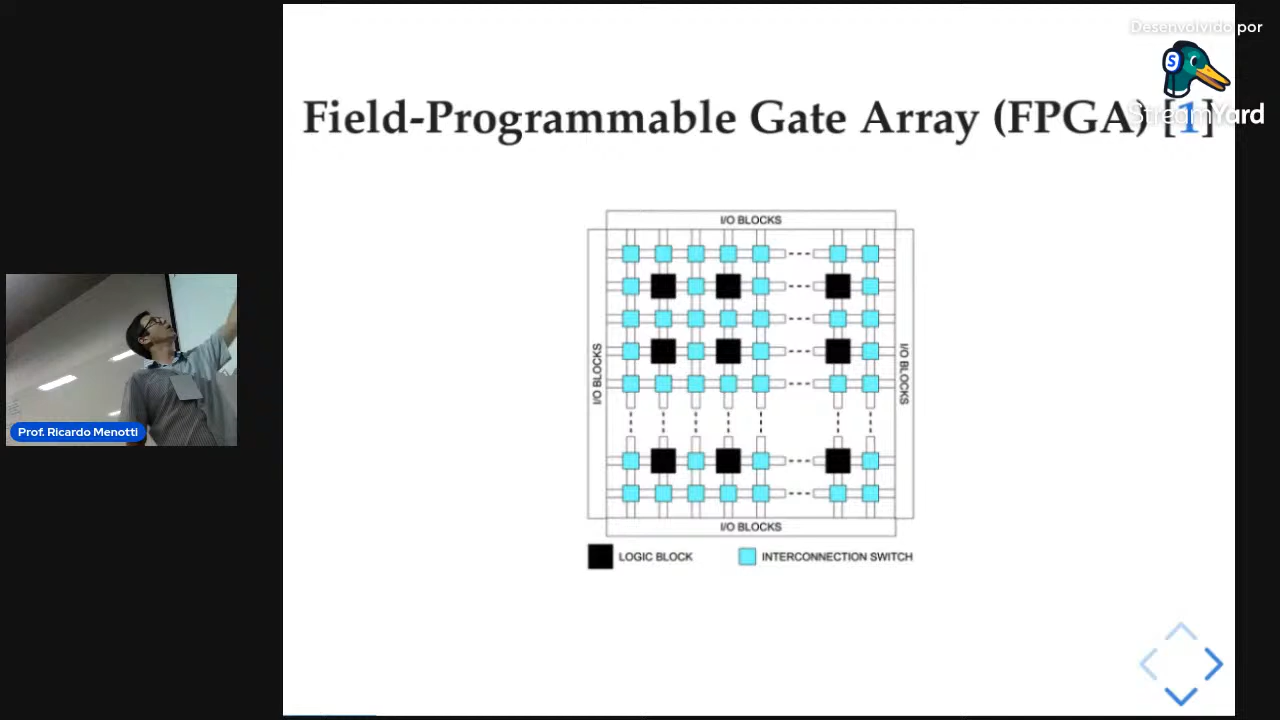 Desenvolvido por
StreamYard
Field-Programmable Gate Array (FPGA) [1]
I/O BLOCKS
I/O BLOCKS
I/O BLOCKS
I/O BLOCKS
LOGIC BLOCK
INTERCONNECTION SWITCH
Prof. Ricardo Menotti